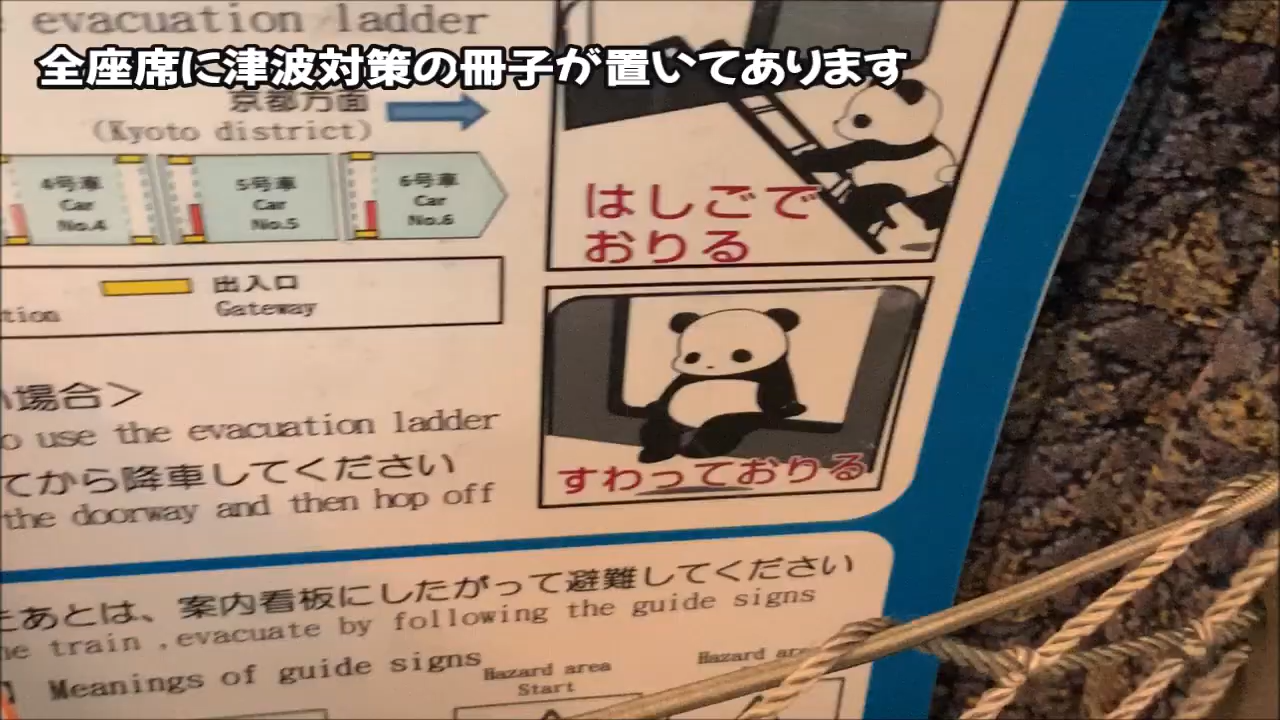 evacuation ladder
全座席に津波対策の冊子が置いてあります
京都方面
(Kyoto district)
4号車
Car
No.4
5号車
Car
No.5
6号車
Car
No.6
はしごで
おりる
出入口
Gateway
tion
場合>
o use the evacuation ladder
てから降車してください
the doorway and then hop off
すわっておりる
たあとは、案内看板にしたがって避難してください
he train ,evacuate by following the guide signs
Meanings of guide signs
Hazard area
Start
Hazard are